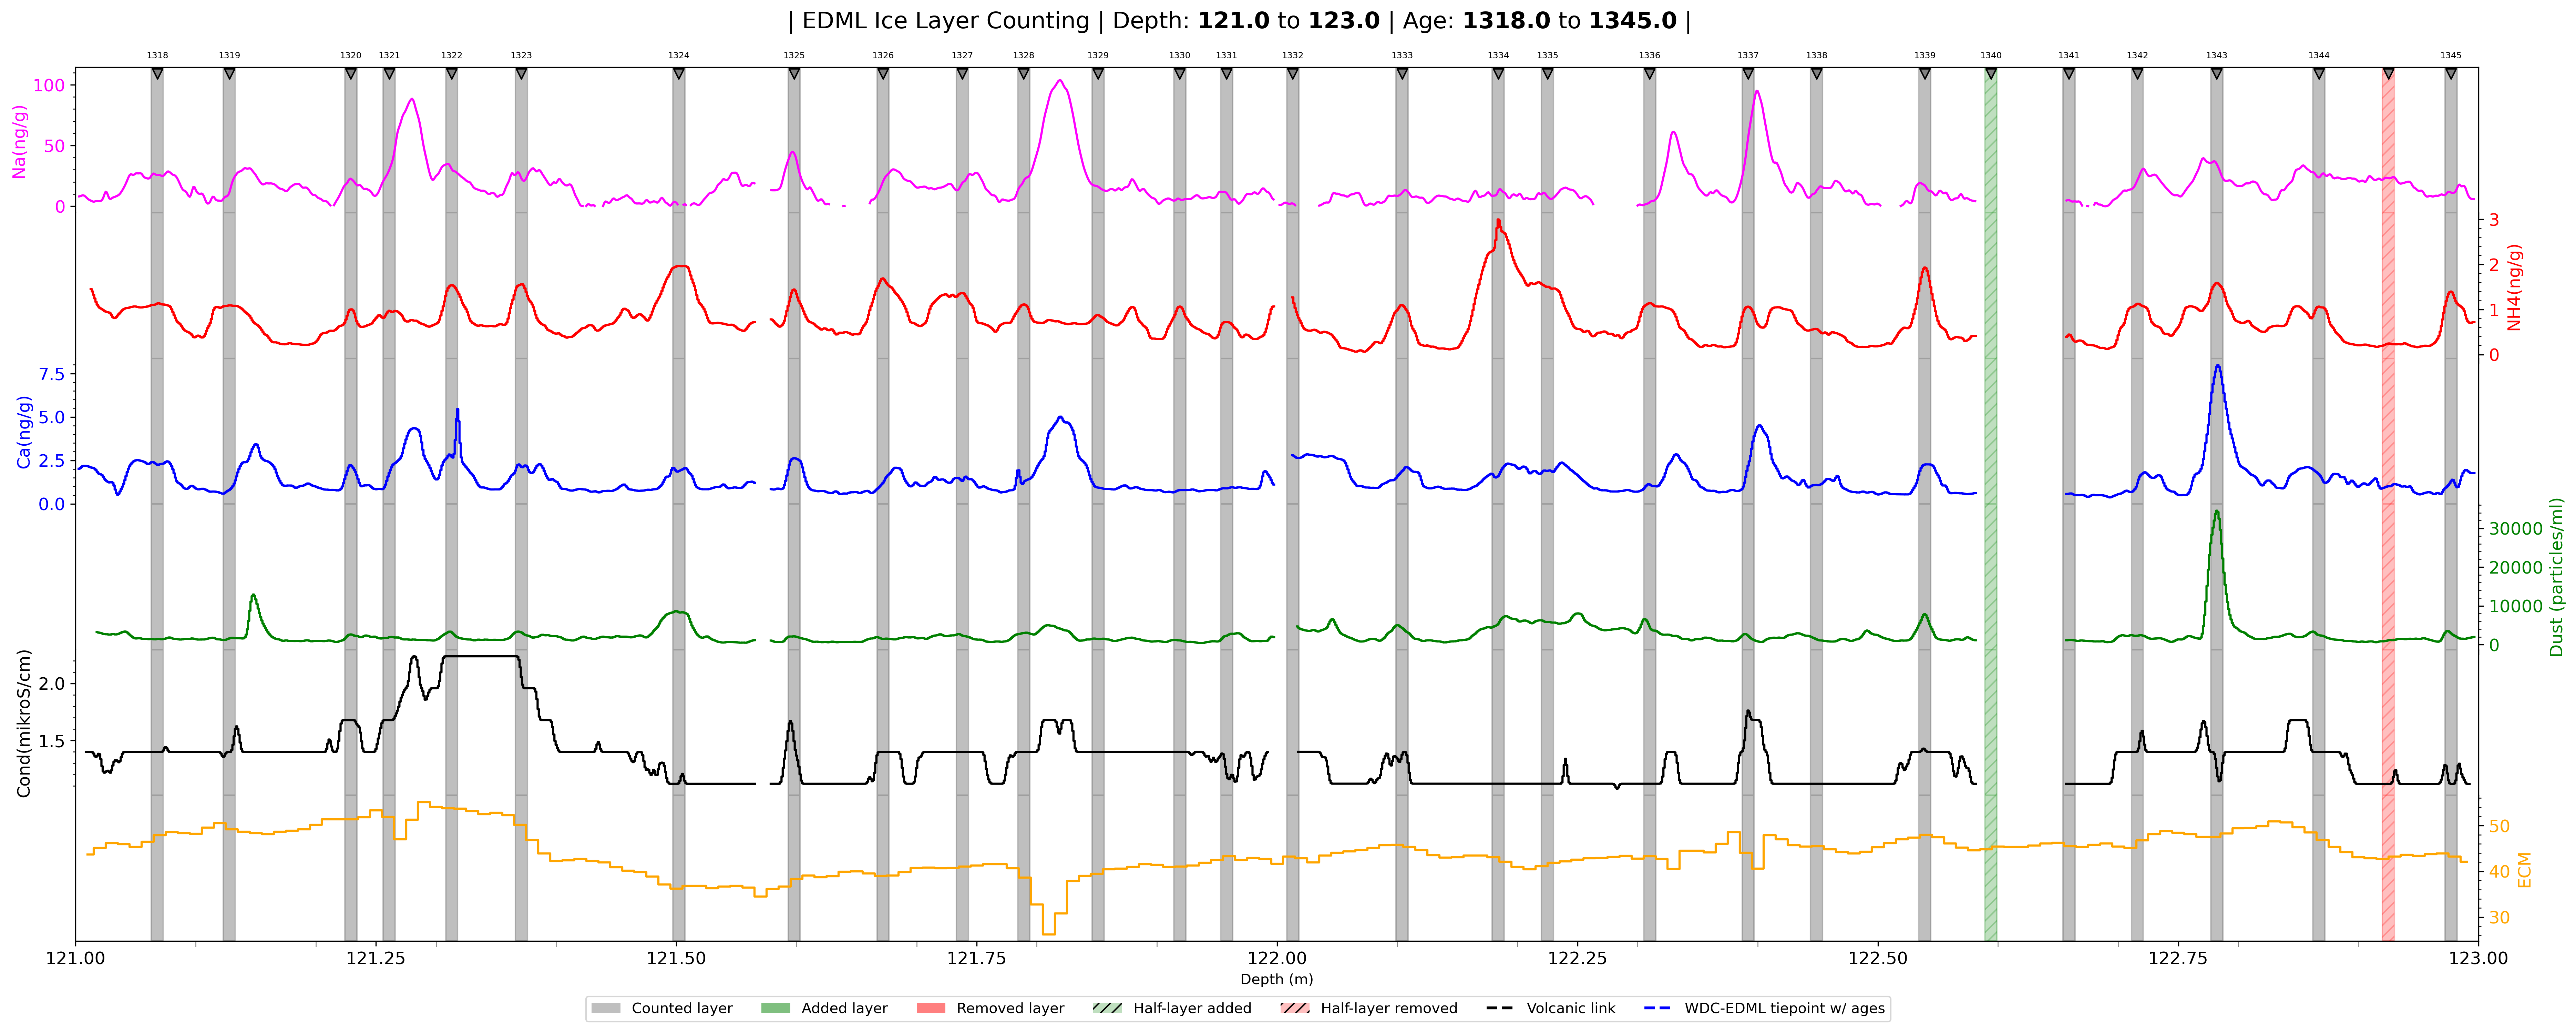 | EDML Ice Layer Counting | Depth: 121.0 to 123.0 | Age: 1318.0 to 1345.0 |
1318 1319 1320 1321 1322 1323 1324 1325 1326 1327 1328 1329 1330 1331 1332 1333 1334 1335 1336 1337 1338 1339 1340 1341 1342 1343 1344 1345
Na(ng/g)
100
50
0
NH4(ng/g)
3
2
1
0
Ca(ng/g)
7.5
5.0
2.5
0.0
Dust (particles/ml)
30000
20000
10000
0
Cond(mikroS/cm)
2.0
1.5
ECM
50
40
30
121.00 121.25 121.50 121.75 122.00 122.25 122.50 122.75 123.00
Depth (m)
Counted layer Added layer Removed layer Half-layer added Half-layer removed Volcanic link WDC-EDML tiepoint w/ ages